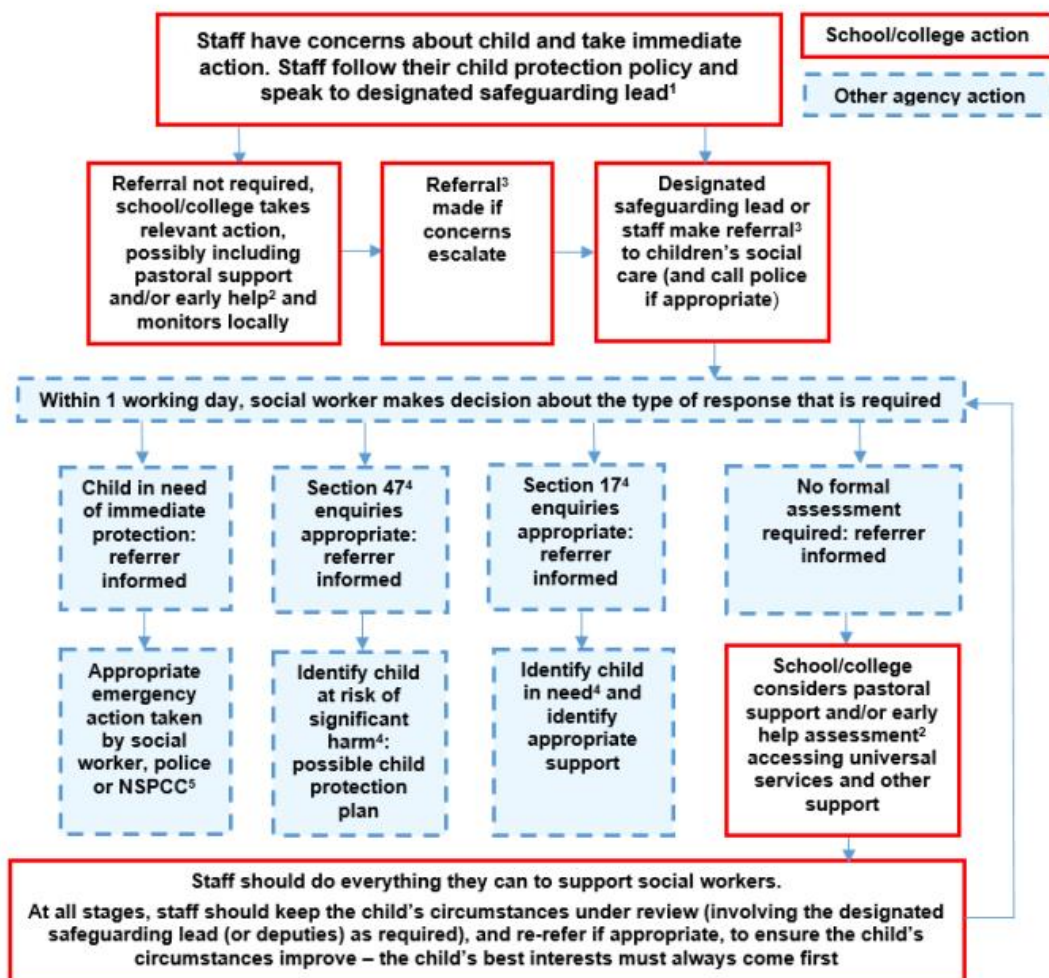 Staff have concerns about child and take immediate
action. Staff follow their child protection policy and
speak to designated safeguarding lead¹
School/college action
Other agency action
Referral not required,
school/college takes
relevant action,
possibly including
pastoral support
and/or early help² and
monitors locally
Referral³
made if
concerns
escalate
Designated
safeguarding lead or
staff make referral³
to children’s social
care (and call police
if appropriate)
Within 1 working day, social worker makes decision about the type of response that is required
Child in need
of immediate
protection:
referrer
informed
Section 47⁴
enquiries
appropriate:
referrer
informed
Section 17⁴
enquiries
appropriate:
referrer
informed
No formal
assessment
required: referrer
informed
Appropriate
emergency
action taken
by social
worker, police
or NSPCC⁵
Identify child
at risk of
significant
harm⁴:
possible child
protection
plan
Identify child
in need⁴ and
identify
appropriate
support
School/college
considers pastoral
support and/or early
help assessment²
accessing universal
services and other
support
Staff should do everything they can to support social workers.
At all stages, staff should keep the child’s circumstances under review (involving the designated
safeguarding lead (or deputies) as required), and re-refer if appropriate, to ensure the child’s
circumstances improve – the child’s best interests must always come first